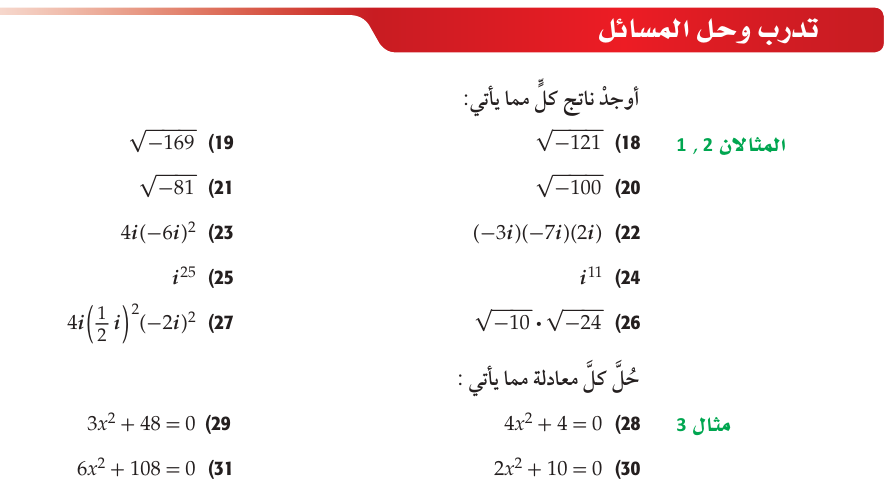 تدرب وحل المسائل
أوجدْ ناتج كلٍّ مما يأتي:
المثالان 2 , 1 18) √−121 19) √−169
20) √−100 21) √−81
22) (−3i)(−7i)(2i) 23) 4i(−6i)²
24) i¹¹ 25) i²⁵
26) √−10 • √−24 27) 4i(1/2 i)²(−2i)²
حُلَّ كلَّ معادلة مما يأتي :
مثال 3 28) 4x² + 4 = 0 29) 3x² + 48 = 0
30) 2x² + 10 = 0 31) 6x² + 108 = 0